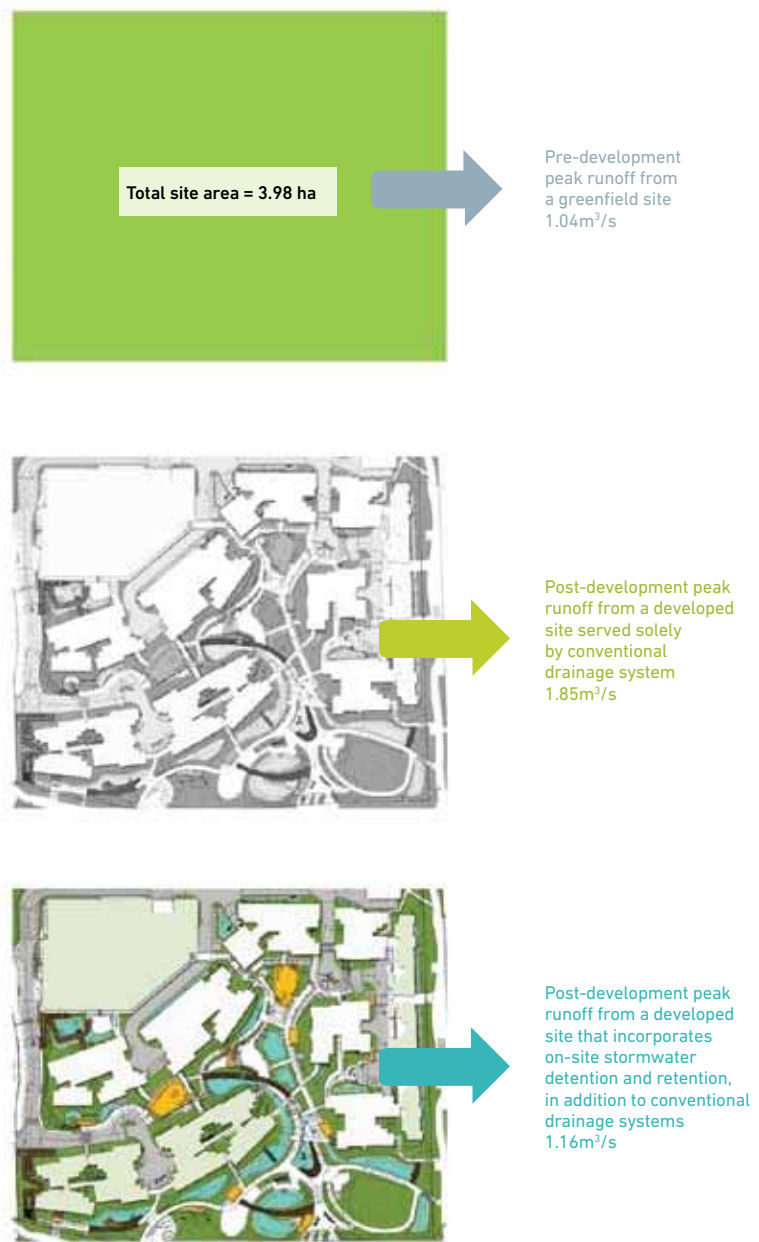 Total site area = 3.98 ha
Pre-development
peak runoff from
a greenfield site
1.04m³/s
Post-development peak
runoff from a developed
site served solely
by conventional
drainage system
1.85m³/s
Post-development peak
runoff from a developed
site that incorporates
on-site stormwater
detention and retention,
in addition to conventional
drainage systems
1.16m³/s